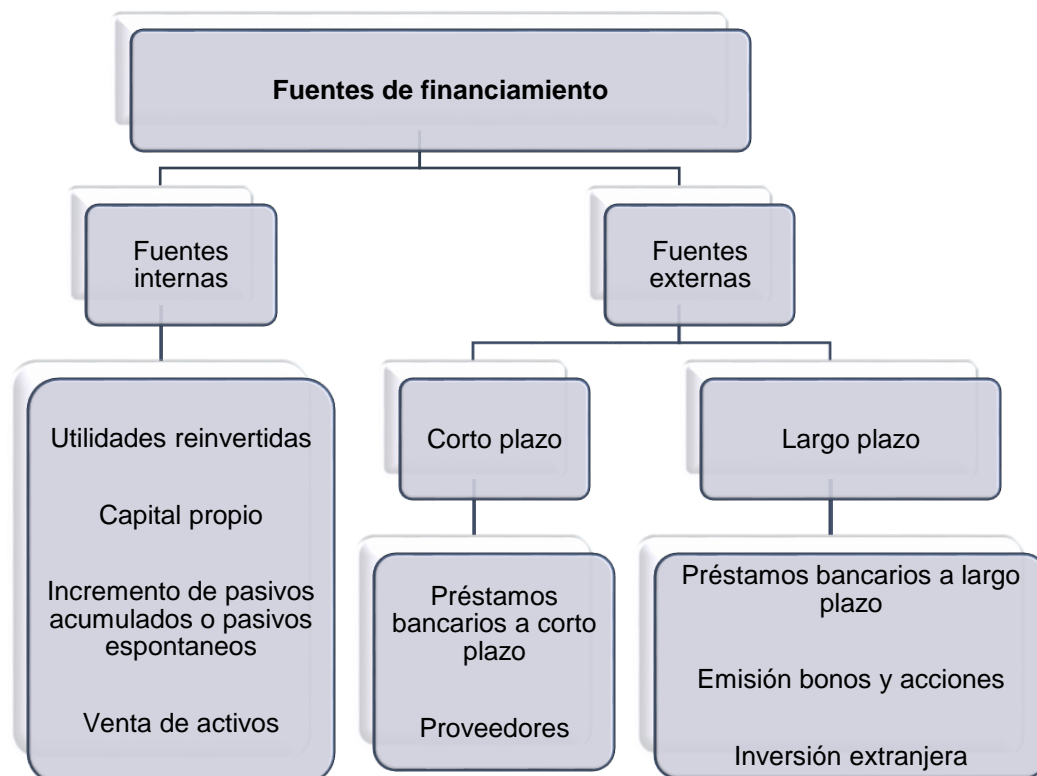 Fuentes de financiamiento
Fuentes
internas
Fuentes
externas
Utilidades reinvertidas
Capital propio
Incremento de pasivos
acumulados o pasivos
espontaneos
Venta de activos
Corto plazo
Préstamos
bancarios a corto
plazo
Proveedores
Largo plazo
Préstamos bancarios a largo
plazo
Emisión bonos y acciones
Inversión extranjera